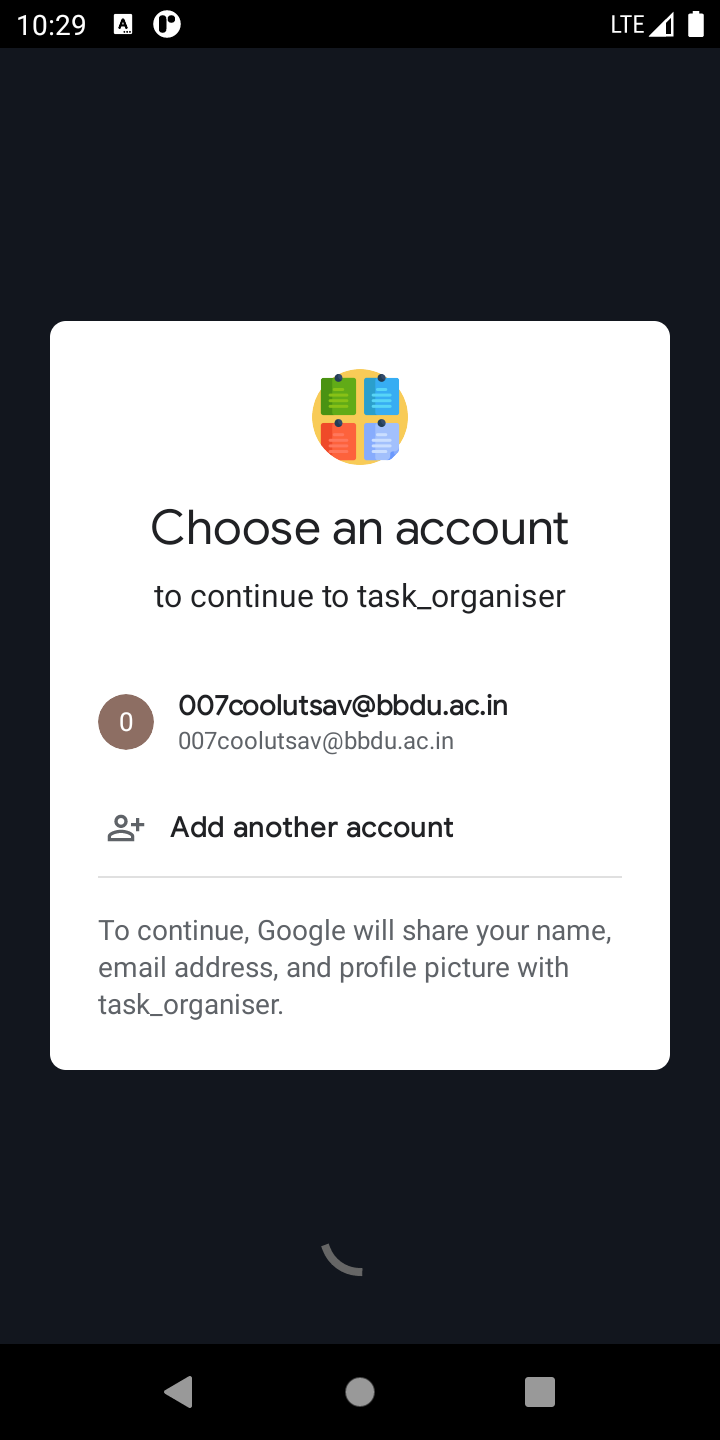 10:29
A
LTE
Choose an account
to continue to task_organiser
0
007coolutsav@bbdu.ac.in
007coolutsav@bbdu.ac.in
Add another account
To continue, Google will share your name,
email address, and profile picture with
task_organiser.